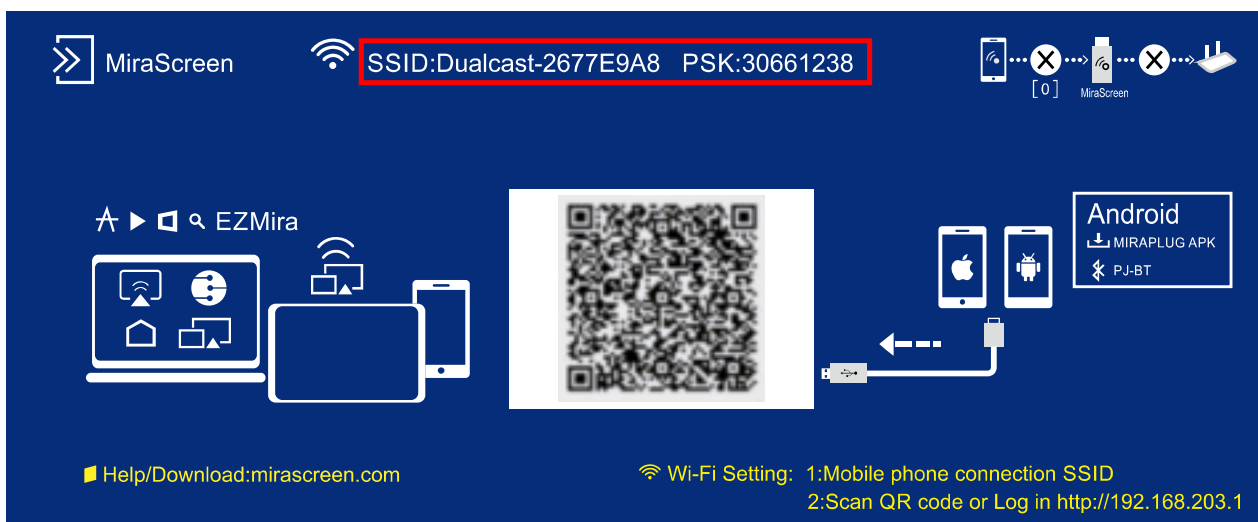 MiraScreen
SSID:Dualcast-2677E9A8 PSK:30661238
[0]
MiraScreen
EZMira
Android
MIRAPLUG APK
PJ-BT
Help/Download:mirascreen.com
Wi-Fi Setting: 1:Mobile phone connection SSID
2:Scan QR code or Log in http://192.168.203.1